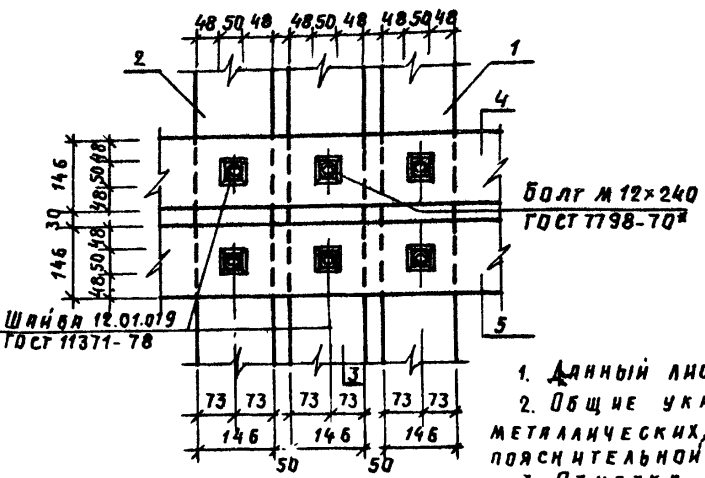 48 50 48 48 50 48 48 50 48
2
1
4
146
48 50 48
30
146
48 50 48
Болт М 12×240
ГОСТ 7798-70*
Шайба 12.01.019
ГОСТ 11371-78
5
3
73 73 73 73 73 73
146 146 146
50 50
1. Данный лис
2. Общие ука
металлических,
пояснительной